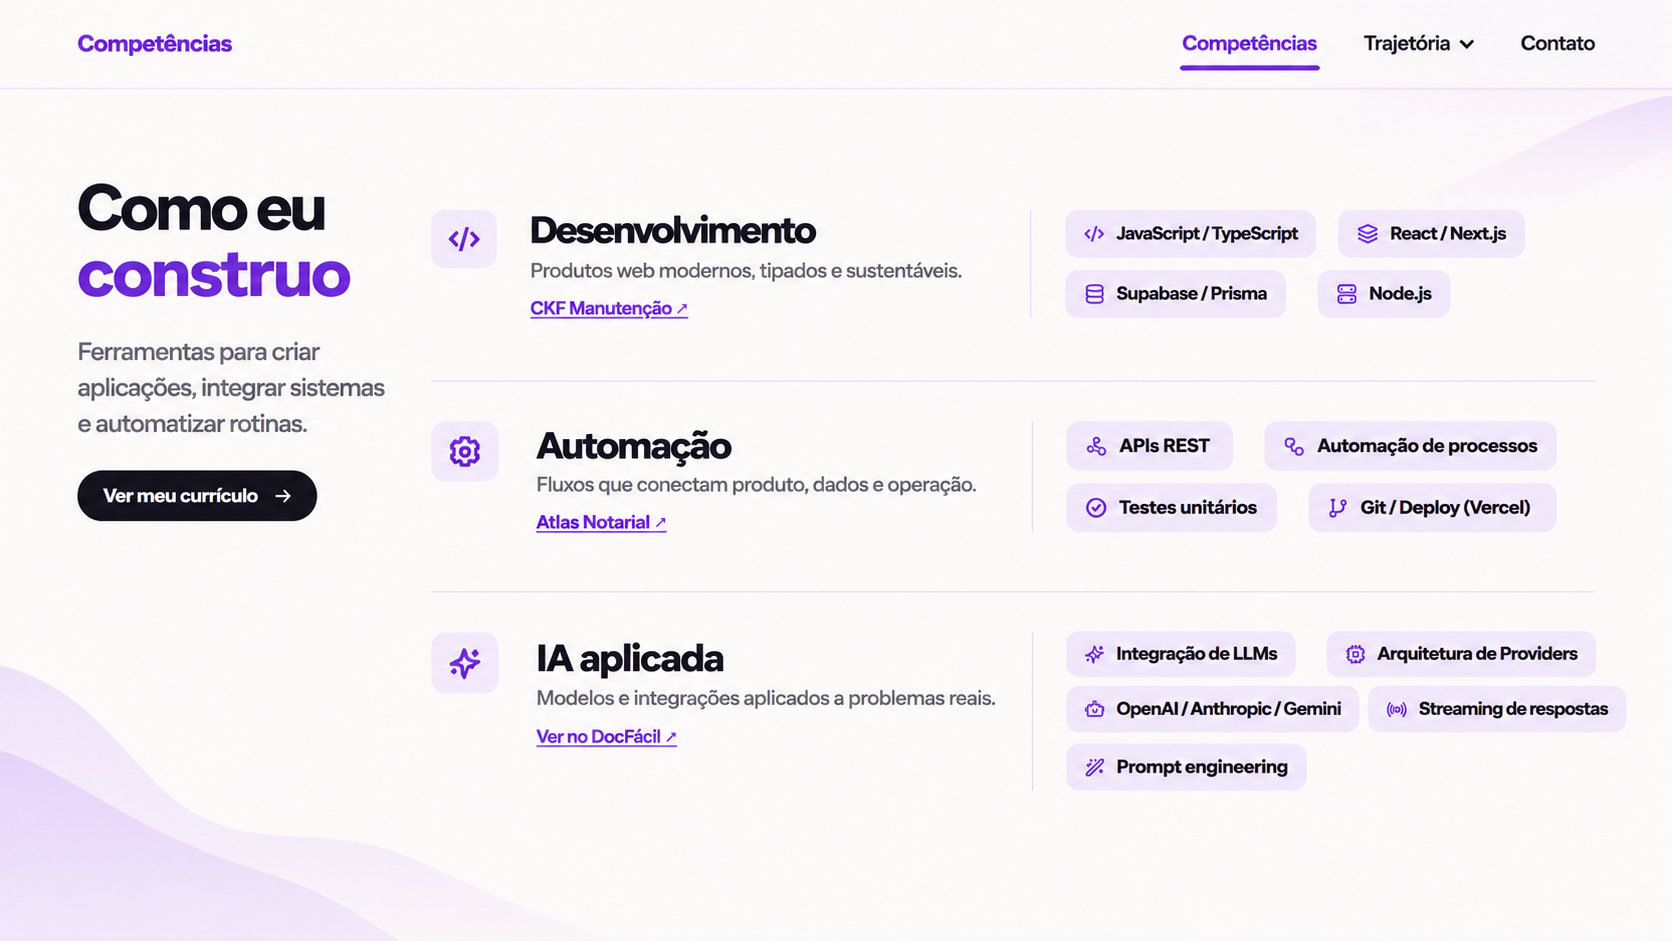 Competências
Competências
Trajetória
Contato
Como eu
construo
Ferramentas para criar
aplicações, integrar sistemas
e automatizar rotinas.
Ver meu currículo →
Desenvolvimento
Produtos web modernos, tipados e sustentáveis.
CKF Manutenção ↗
JavaScript / TypeScript
React / Next.js
Supabase / Prisma
Node.js
Automação
Fluxos que conectam produto, dados e operação.
Atlas Notarial ↗
APIs REST
Automação de processos
Testes unitários
Git / Deploy (Vercel)
IA aplicada
Modelos e integrações aplicados a problemas reais.
Ver no DocFácil ↗
Integração de LLMs
Arquitetura de Providers
OpenAI / Anthropic / Gemini
Streaming de respostas
Prompt engineering